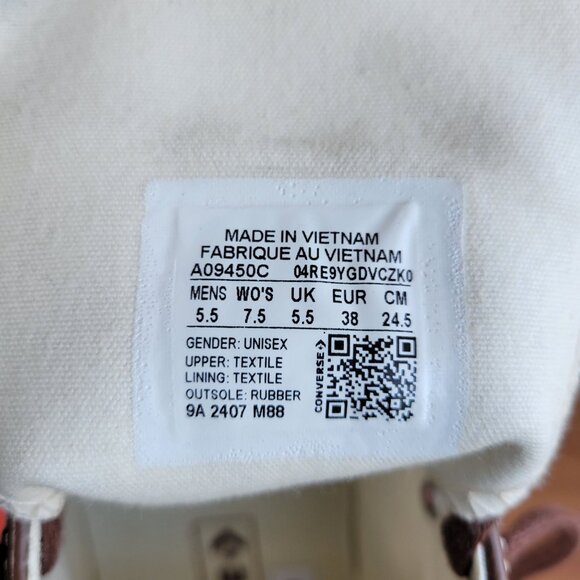 MADE IN VIETNAM
FABRIQUE AU VIETNAM
A09450C 04RE9YGDVCZK0
MENS WO'S UK EUR CM
5.5 7.5 5.5 38 24.5
GENDER: UNISEX
UPPER: TEXTILE
LINING: TEXTILE
OUTSOLE: RUBBER
9A 2407 M88
CONVERSE